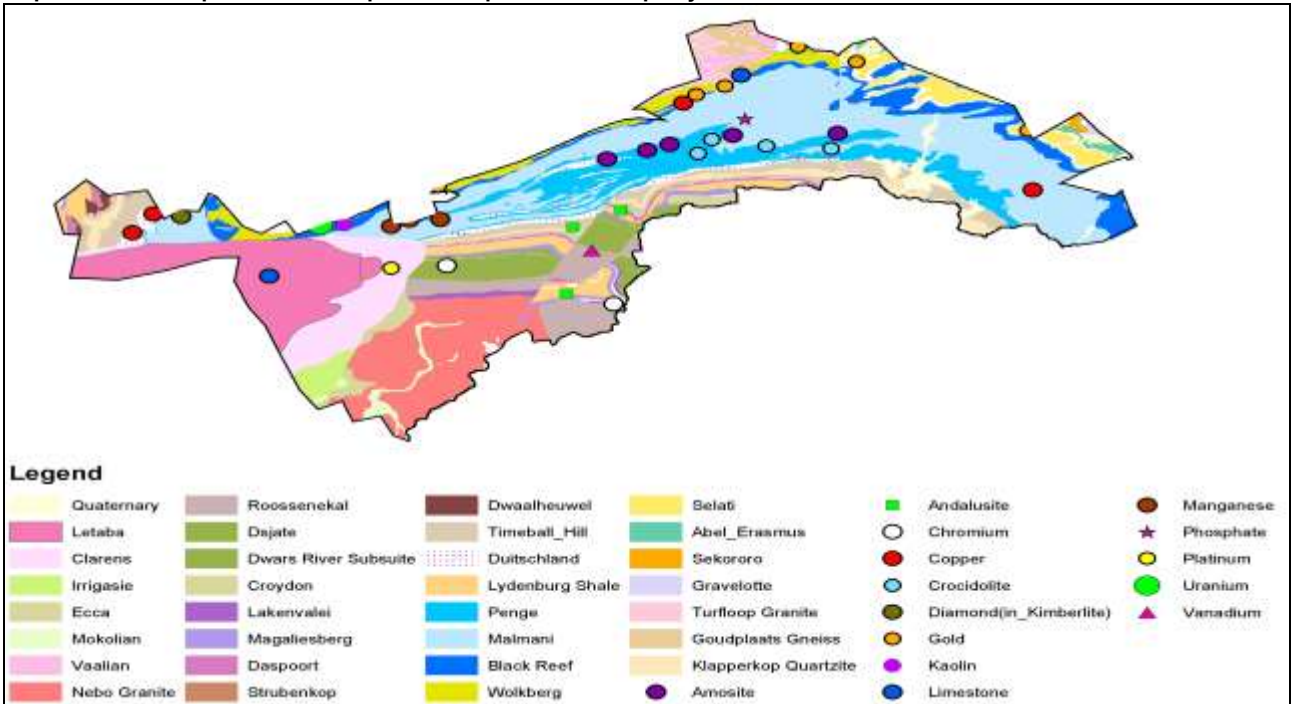 Legend
Quaternary
Letaba
Clarens
Irrigasie
Ecca
Mokolian
Vaalian
Nebo Granite
Roossenekal
Dsjate
Dwars River Subsuite
Croydon
Lakenvalei
Magaliesberg
Daspoort
Strubenkop
Dwaalheuwel
Timeball_Hill
Duitschland
Lydenburg Shale
Penge
Malmani
Black Reef
Wolkberg
Selati
Abel_Erasmus
Sekororo
Gravelotte
Turfloop Granite
Goudplaats Gneiss
Klapperkop Quartzite
Amosite
Andalusite
Chromium
Copper
Crocidolite
Diamond(in_Kimberlite)
Gold
Kaolin
Limestone
Manganese
Phosphate
Platinum
Uranium
Vanadium